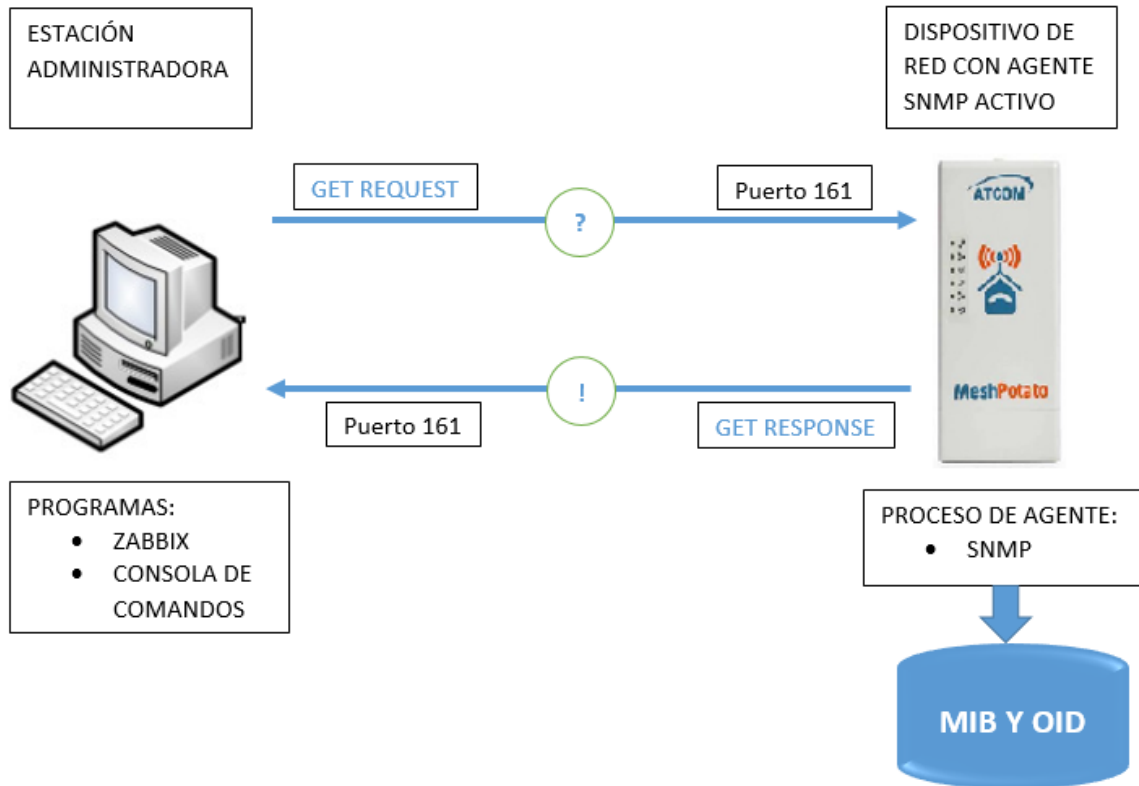 ESTACIÓN
ADMINISTRADORA
DISPOSITIVO DE
RED CON AGENTE
SNMP ACTIVO
GET REQUEST
?
Puerto 161
ATCOM
!
Puerto 161
GET RESPONSE
MeshPotato
PROGRAMAS:
• ZABBIX
• CONSOLA DE
COMANDOS
PROCESO DE AGENTE:
• SNMP
MIB Y OID